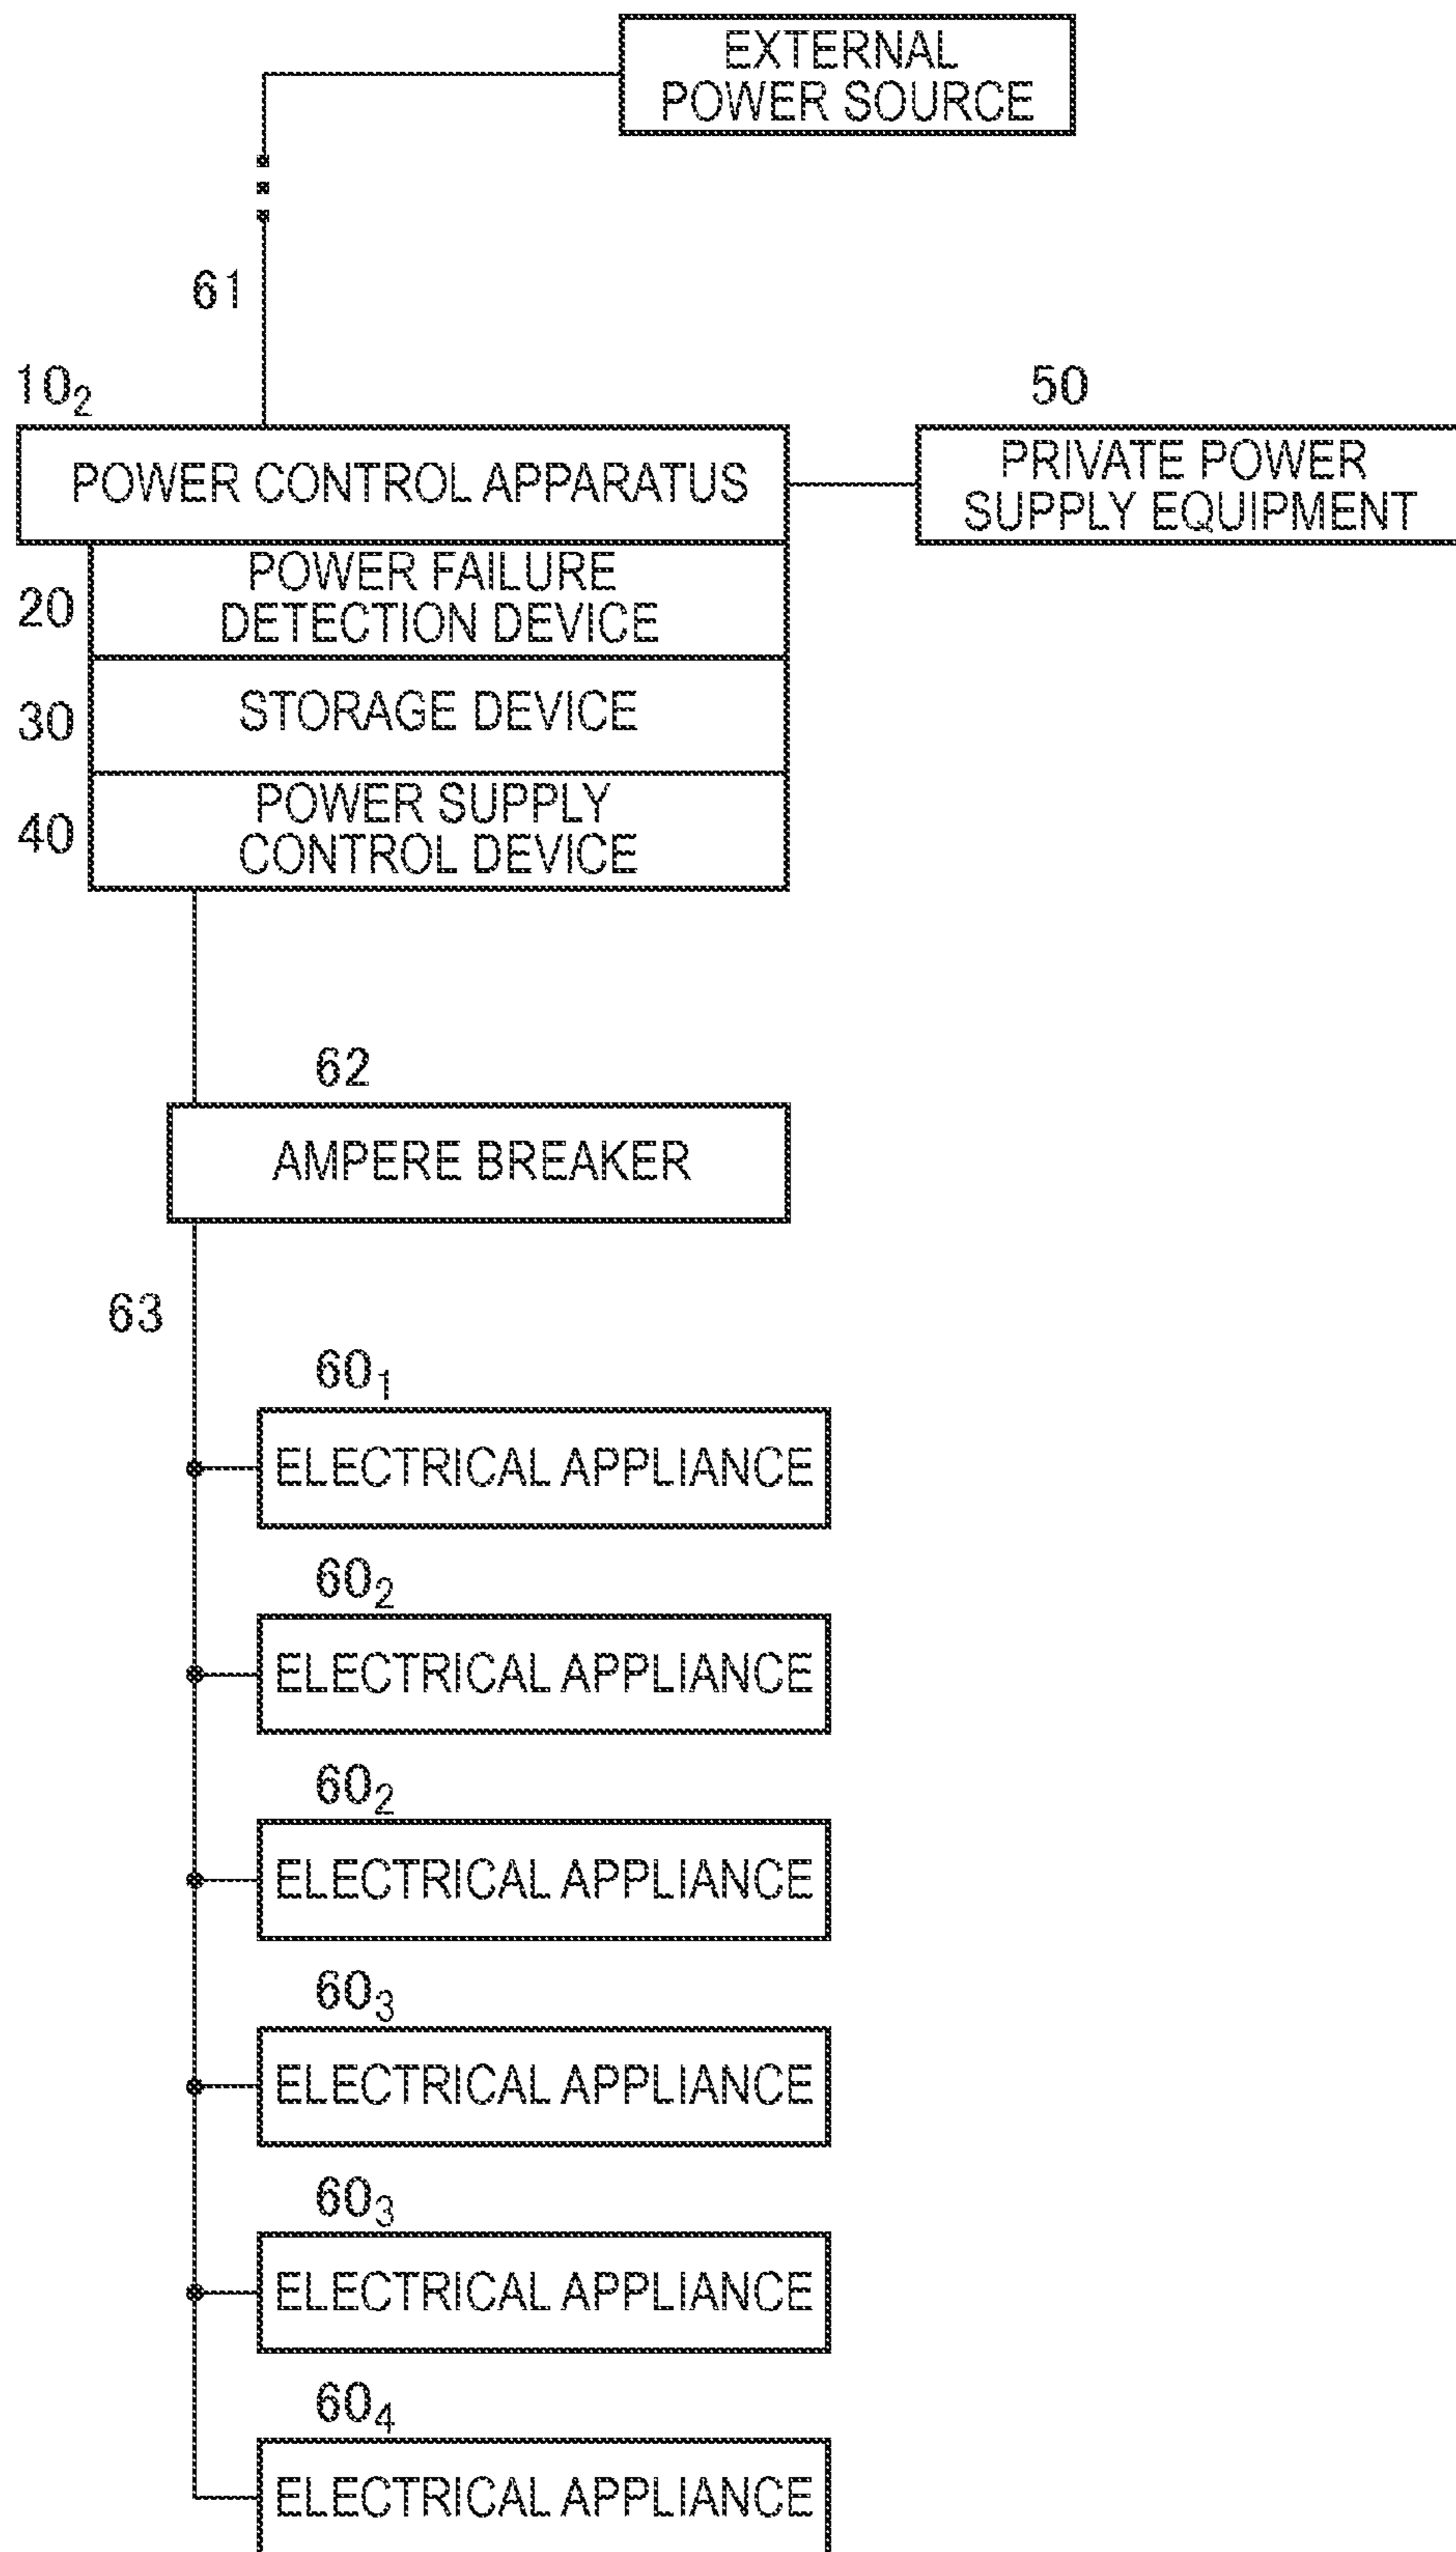 EXTERNAL
POWER SOURCE
61
10₂
50
POWER CONTROL APPARATUS
PRIVATE POWER
SUPPLY EQUIPMENT
20
POWER FAILURE
DETECTION DEVICE
30
STORAGE DEVICE
40
POWER SUPPLY
CONTROL DEVICE
62
AMPERE BREAKER
63
60₁
ELECTRICAL APPLIANCE
60₂
ELECTRICAL APPLIANCE
60₂
ELECTRICAL APPLIANCE
60₃
ELECTRICAL APPLIANCE
60₃
ELECTRICAL APPLIANCE
60₄
ELECTRICAL APPLIANCE